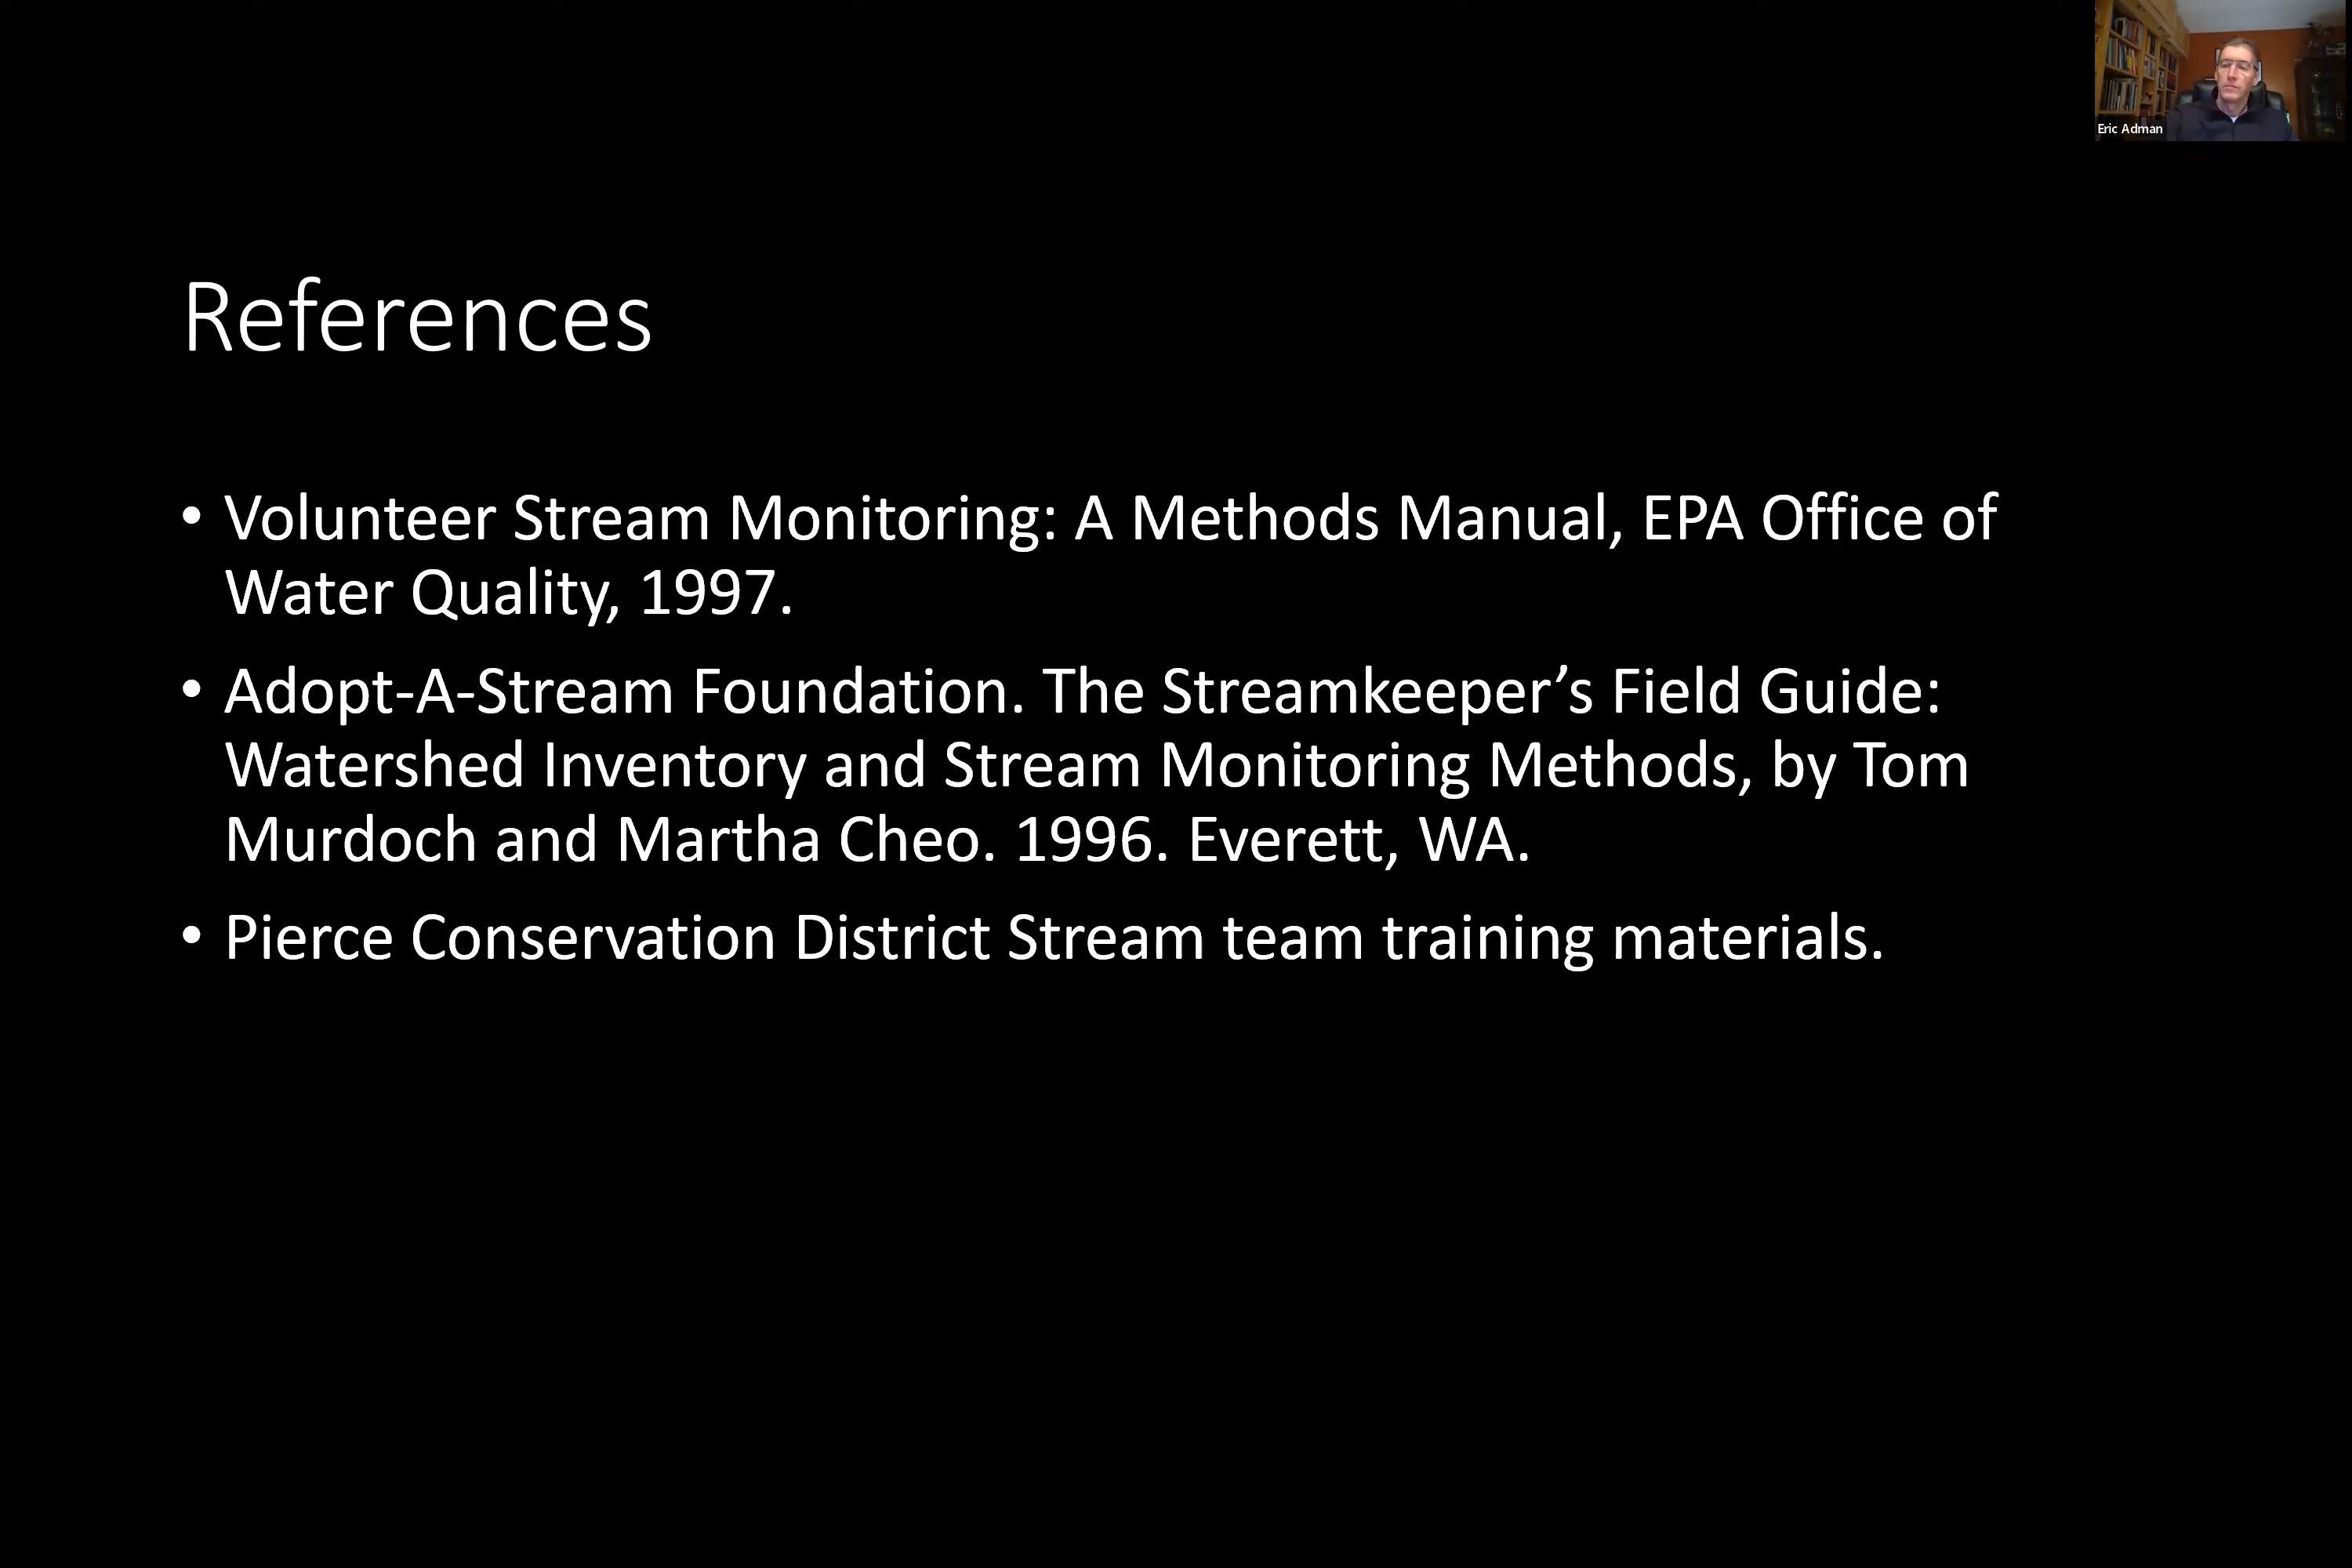 Eric Adman
References
• Volunteer Stream Monitoring: A Methods Manual, EPA Office of
Water Quality, 1997.
• Adopt-A-Stream Foundation. The Streamkeeper’s Field Guide:
Watershed Inventory and Stream Monitoring Methods, by Tom
Murdoch and Martha Cheo. 1996. Everett, WA.
• Pierce Conservation District Stream team training materials.